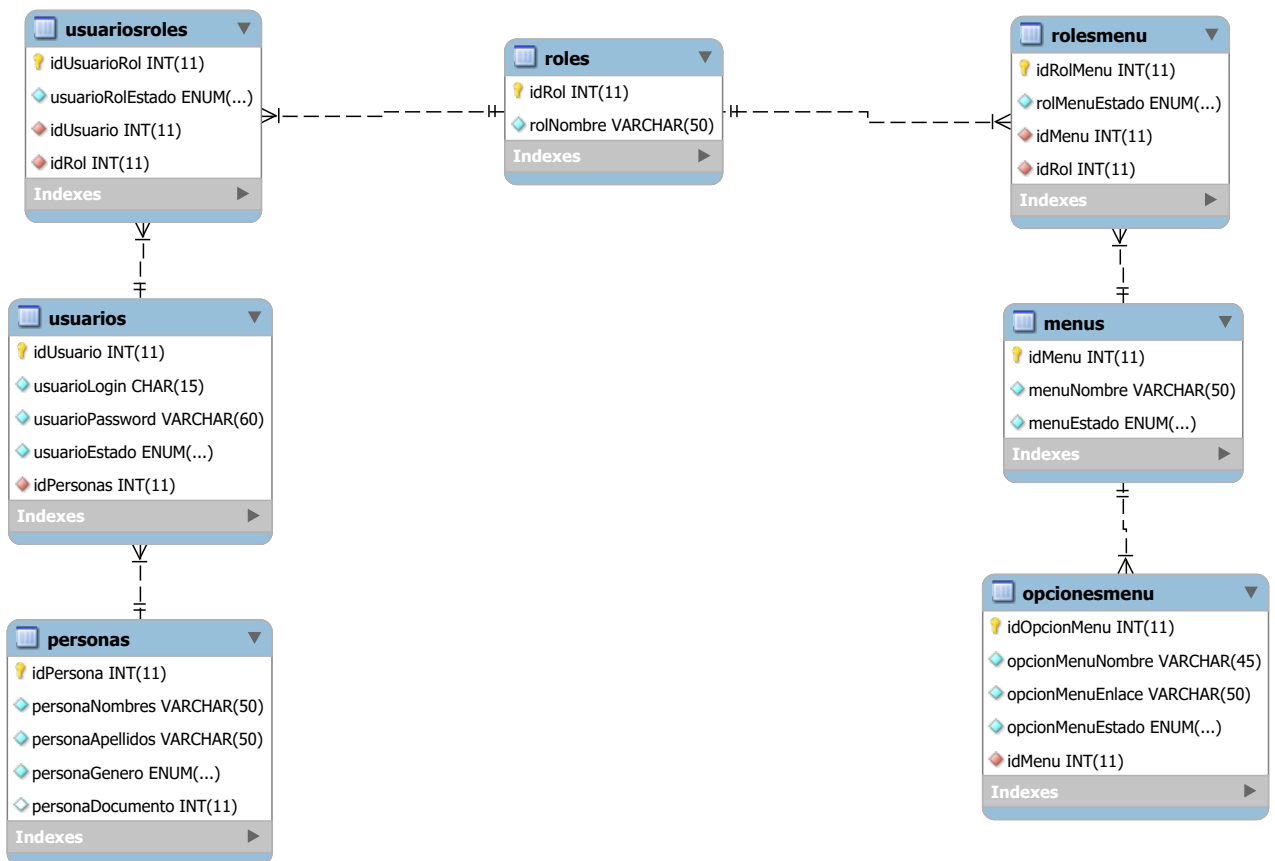 usuariosroles
idUsuarioRol INT(11)
usuarioRolEstado ENUM(...)
idUsuario INT(11)
idRol INT(11)
Indexes
roles
idRol INT(11)
rolNombre VARCHAR(50)
Indexes
rolesmenu
idRolMenu INT(11)
rolMenuEstado ENUM(...)
idMenu INT(11)
idRol INT(11)
Indexes
usuarios
idUsuario INT(11)
usuarioLogin CHAR(15)
usuarioPassword VARCHAR(60)
usuarioEstado ENUM(...)
idPersonas INT(11)
Indexes
menus
idMenu INT(11)
menuNombre VARCHAR(50)
menuEstado ENUM(...)
Indexes
personas
idPersona INT(11)
personaNombres VARCHAR(50)
personaApellidos VARCHAR(50)
personaGenero ENUM(...)
personaDocumento INT(11)
Indexes
opcionesmenu
idOpcionMenu INT(11)
opcionMenuNombre VARCHAR(45)
opcionMenuEnlace VARCHAR(50)
opcionMenuEstado ENUM(...)
idMenu INT(11)
Indexes